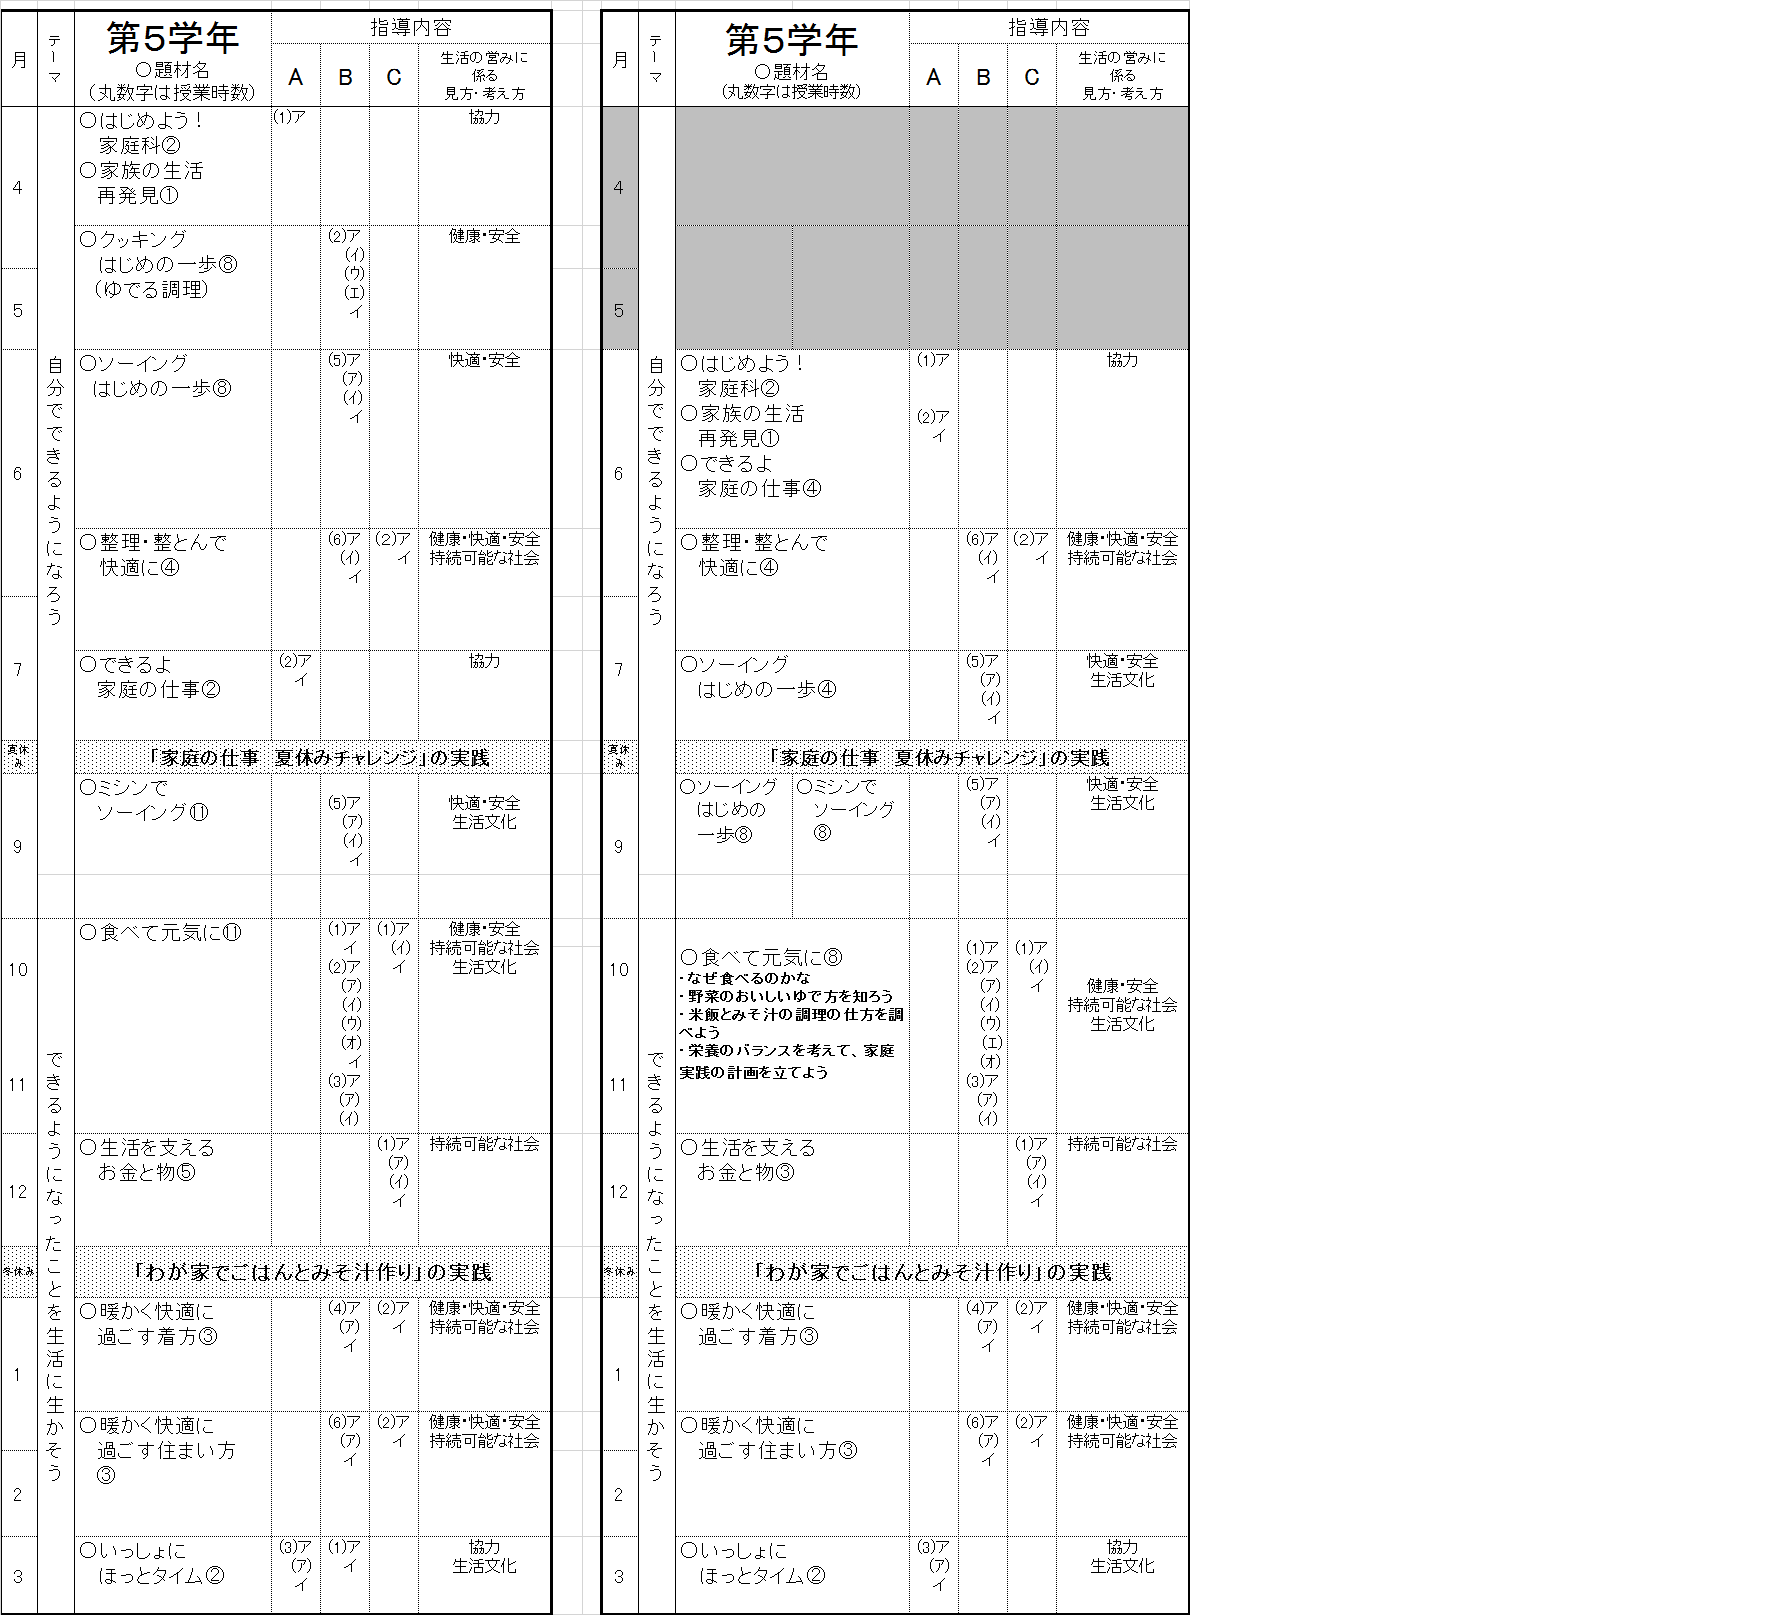 月
テーマ
第5学年
○題材名
(丸数字は授業時数)
指導内容
A
B
C
生活の営みに
係る
見方・考え方
4
5
6
7
夏休み
9
10
11
12
冬休み
1
2
3
自分でできるようになろう
できるようになったことを生活に生かそう
○はじめよう！
家庭科②
○家族の生活
再発見①
(1)ア
協力
○クッキング
はじめの一歩⑧
(ゆでる調理)
(2)ア
(イ)
(ウ)
(エ)
イ
健康・安全
○ソーイング
はじめの一歩⑧
(5)ア
(ア)
(イ)
イ
快適・安全
○整理・整とんで
快適に④
(6)ア
(イ)
イ
(2)ア
イ
健康・快適・安全
持続可能な社会
○できるよ
家庭の仕事②
(2)ア
イ
協力
「家庭の仕事　夏休みチャレンジ」の実践
○ミシンで
ソーイング⑪
(5)ア
(ア)
(イ)
イ
快適・安全
生活文化
○食べて元気に⑪
(1)ア
イ
(2)ア
(ア)
(イ)
(ウ)
(オ)
イ
(3)ア
(ア)
(イ)
(1)ア
(イ)
イ
健康・安全
持続可能な社会
生活文化
○生活を支える
お金と物⑤
(1)ア
(ア)
(イ)
イ
持続可能な社会
「わが家でごはんとみそ汁作り」の実践
○暖かく快適に
過ごす着方③
(4)ア
(ア)
イ
(2)ア
イ
健康・快適・安全
持続可能な社会
○暖かく快適に
過ごす住まい方
③
(6)ア
(ア)
イ
(2)ア
イ
健康・快適・安全
持続可能な社会
○いっしょに
ほっとタイム②
(3)ア
(ア)
イ
(1)ア
イ
協力
生活文化
月
テーマ
第5学年
○題材名
(丸数字は授業時数)
指導内容
A
B
C
生活の営みに
係る
見方・考え方
4
5
6
7
夏休み
9
10
11
12
冬休み
1
2
3
自分でできるようになろう
できるようになったことを生活に生かそう
○はじめよう！
家庭科②
○家族の生活
再発見①
○できるよ
家庭の仕事④
(1)ア
(2)ア
イ
協力
○整理・整とんで
快適に④
(6)ア
(イ)
イ
(2)ア
イ
健康・快適・安全
持続可能な社会
○ソーイング
はじめの一歩④
(5)ア
(ア)
(イ)
イ
快適・安全
生活文化
「家庭の仕事　夏休みチャレンジ」の実践
○ソーイング
はじめの
一歩⑧
○ミシンで
ソーイング
⑧
(5)ア
(ア)
(イ)
イ
快適・安全
生活文化
○食べて元気に⑧
・なぜ食べるのかな
・野菜のおいしいゆで方を知ろう
・米飯とみそ汁の調理の仕方を調
べよう
・栄養のバランスを考えて、家庭
実践の計画を立てよう
(1)ア
(2)ア
(ア)
(イ)
(ウ)
(エ)
(オ)
(3)ア
(ア)
(イ)
(1)ア
(イ)
イ
健康・安全
持続可能な社会
生活文化
○生活を支える
お金と物③
(1)ア
(ア)
(イ)
イ
持続可能な社会
「わが家でごはんとみそ汁作り」の実践
○暖かく快適に
過ごす着方③
(4)ア
(ア)
イ
(2)ア
イ
健康・快適・安全
持続可能な社会
○暖かく快適に
過ごす住まい方③
(6)ア
(ア)
イ
(2)ア
イ
健康・快適・安全
持続可能な社会
○いっしょに
ほっとタイム②
(3)ア
(ア)
イ
協力
生活文化